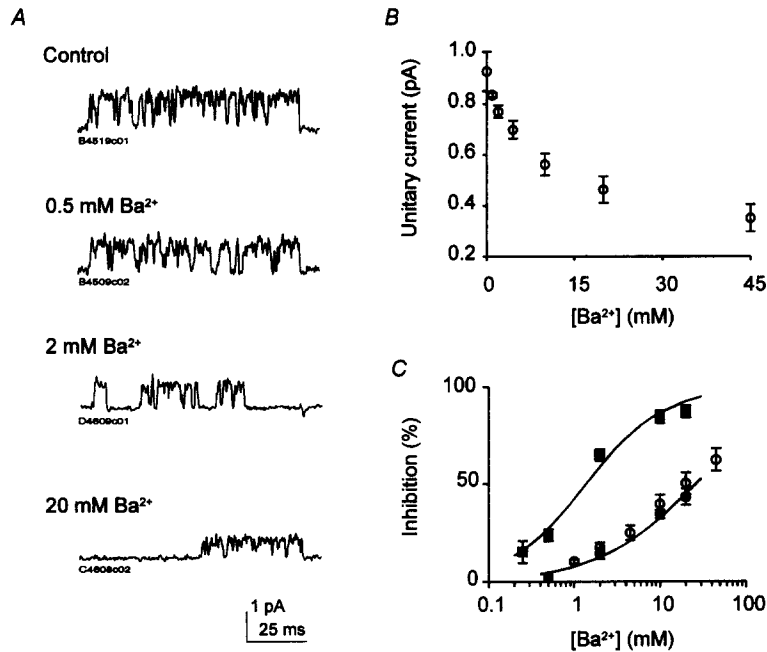 A
Control
B4519c01
0.5 mM Ba²⁺
B4509c02
2 mM Ba²⁺
D4609c01
20 mM Ba²⁺
C4608c02
1 pA
25 ms
B
Unitary current (pA)
1.0
0.8
0.6
0.4
0.2
0 15 30 45
[Ba²⁺] (mM)
C
Inhibition (%)
100
50
0
0.1 1 10 100
[Ba²⁺] (mM)